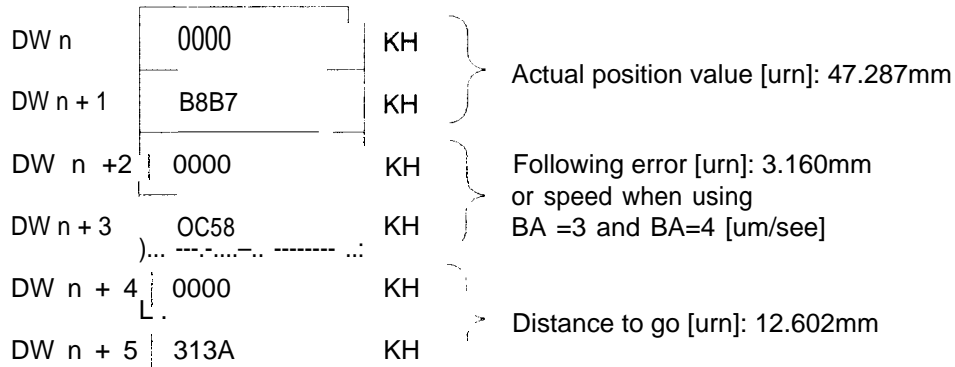 DW n 0000 KH
Actual position value [urn]: 47.287mm
DW n + 1 B8B7 KH
DW n +2 0000 KH
Following error [urn]: 3.160mm
or speed when using
DW n + 3 OC58 KH
BA =3 and BA=4 [um/see]
)... ---.-....–.. -------- ..:
DW n + 4 0000 KH
L .
Distance to go [urn]: 12.602mm
DW n + 5 313A KH